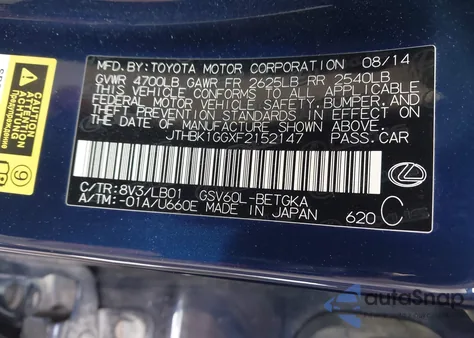 MFD.BY:TOYOTA MOTOR CORPORATION 08/14
GVWR 4700LB GAWR FR 2625LB RR 2540LB
THIS VEHICLE CONFORMS TO ALL APPLICABLE
FEDERAL MOTOR VEHICLE SAFETY, BUMPER, AND
THEFT PREVENTION STANDARDS IN EFFECT ON
THE DATE OF MANUFACTURE SHOWN ABOVE.
JTHBK1GGXF2152147 PASS.CAR
C/TR:8V3/LB01 GSV60L-BETGKA
A/TM:-01A/U660E MADE IN JAPAN 620 C
9
autoSnap